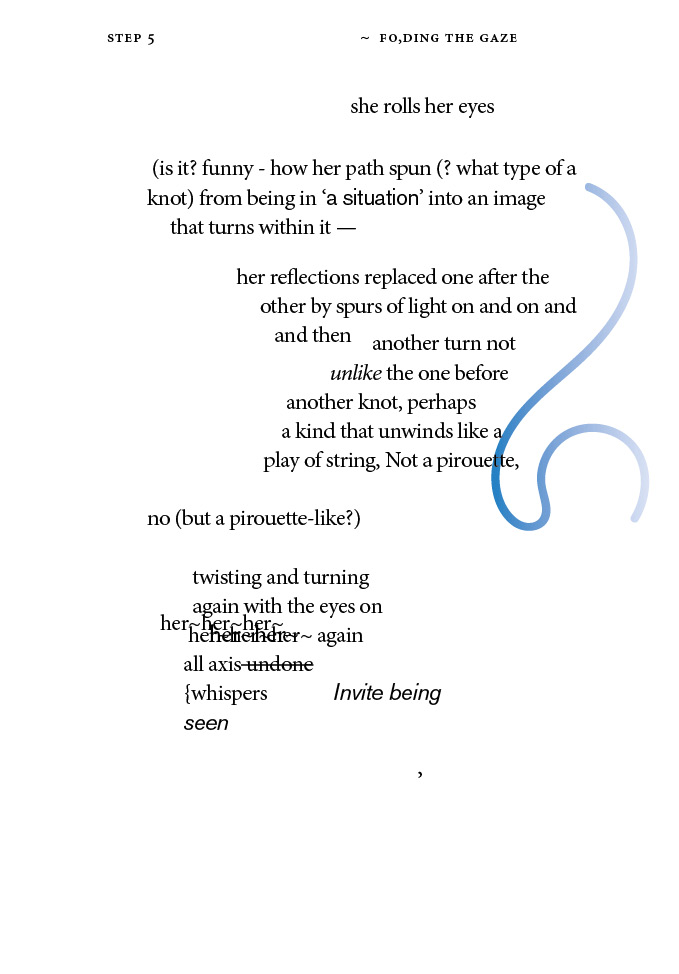 STEP 5 ~ FO,DING THE GAZE
she rolls her eyes
(is it? funny - how her path spun (? what type of a
knot) from being in ‘a situation’ into an image
that turns within it —
her reflections replaced one after the
other by spurs of light on and on and
and then another turn not
unlike the one before
another knot, perhaps
a kind that unwinds like a
play of string, Not a pirouette,
no (but a pirouette-like?)
twisting and turning
again with the eyes on
her~her~her~
again
all axis undone
{whispers Invite being
seen
,